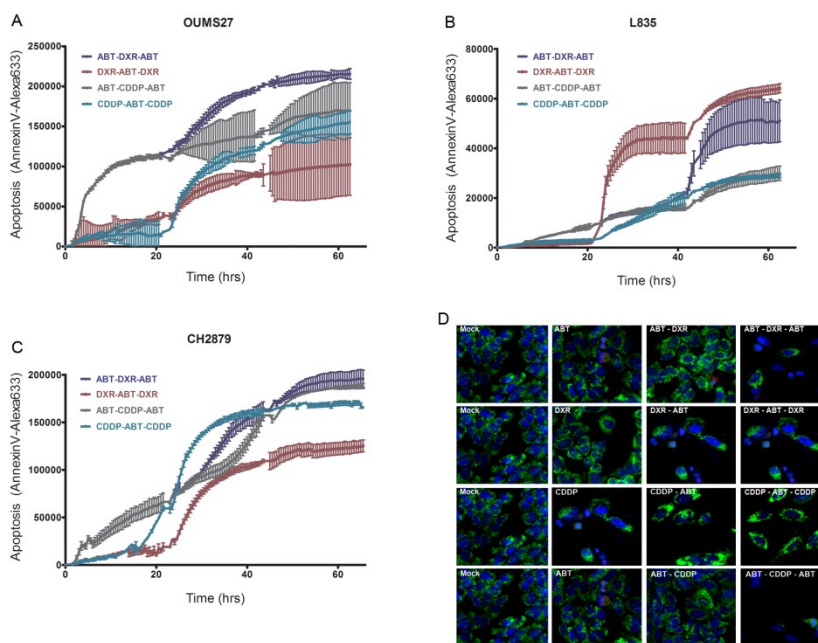 A
OUMS27
Apoptosis (AnnexinV-Alexa633)
250000
200000
150000
100000
50000
0
ABT-DXR-ABT
DXR-ABT-DXR
ABT-CDDP-ABT
CDDP-ABT-CDDP
0 20 40 60
Time (hrs)
B
L835
Apoptosis (AnnexinV-Alexa633)
80000
60000
40000
20000
0
ABT-DXR-ABT
DXR-ABT-DXR
ABT-CDDP-ABT
CDDP-ABT-CDDP
0 20 40 60
Time (hrs)
C
CH2879
Apoptosis (AnnexinV-Alexa633)
200000
150000
100000
50000
0
ABT-DXR-ABT
DXR-ABT-DXR
ABT-CDDP-ABT
CDDP-ABT-CDDP
0 20 40 60
Time (hrs)
D
Mock ABT ABT - DXR ABT - DXR - ABT
Mock DXR DXR - ABT DXR - ABT - DXR
Mock CDDP CDDP - ABT CDDP - ABT - CDDP
Mock ABT ABT - CDDP ABT - CDDP - ABT